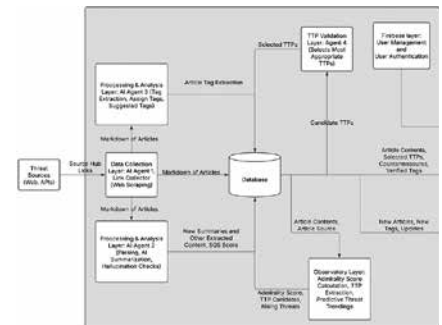 Threat
Sources
(Web, APIs)
Source Hub
Links
Processing & Analysis
Layer: AI Agent 3 (Tag
Extraction, Assign Tags,
Suggested Tags)
Markdown of Articles
Data Collection
Layer: AI Agent 1,
Link Collector
(Web Scraping)
Markdown of Articles
Processing & Analysis
Layer: AI Agent 2
(Parsing, AI
Summarization,
Hallucination Checks)
Article Tag Extraction
Markdown of Articles
New Summaries and
Other Extracted
Content, SQS Score
Database
Selected TTPs
TTP Validation
Layer: Agent 4
(Selects Most
Appropriate
TTPs)
Candidate TTPs
Firebase layer:
User Management
and
User Authentication
Article Contents,
Selected TTPs,
Countermeasures,
Verified Tags
Article Contents,
Article Source
New Articles, New
Tags, Updates
Admirality Score,
TTP Candidates,
Rising Threats
Observatory Layer:
Admirality Score
Calculation, TTP
Extraction,
Predictive Threat
Trendings